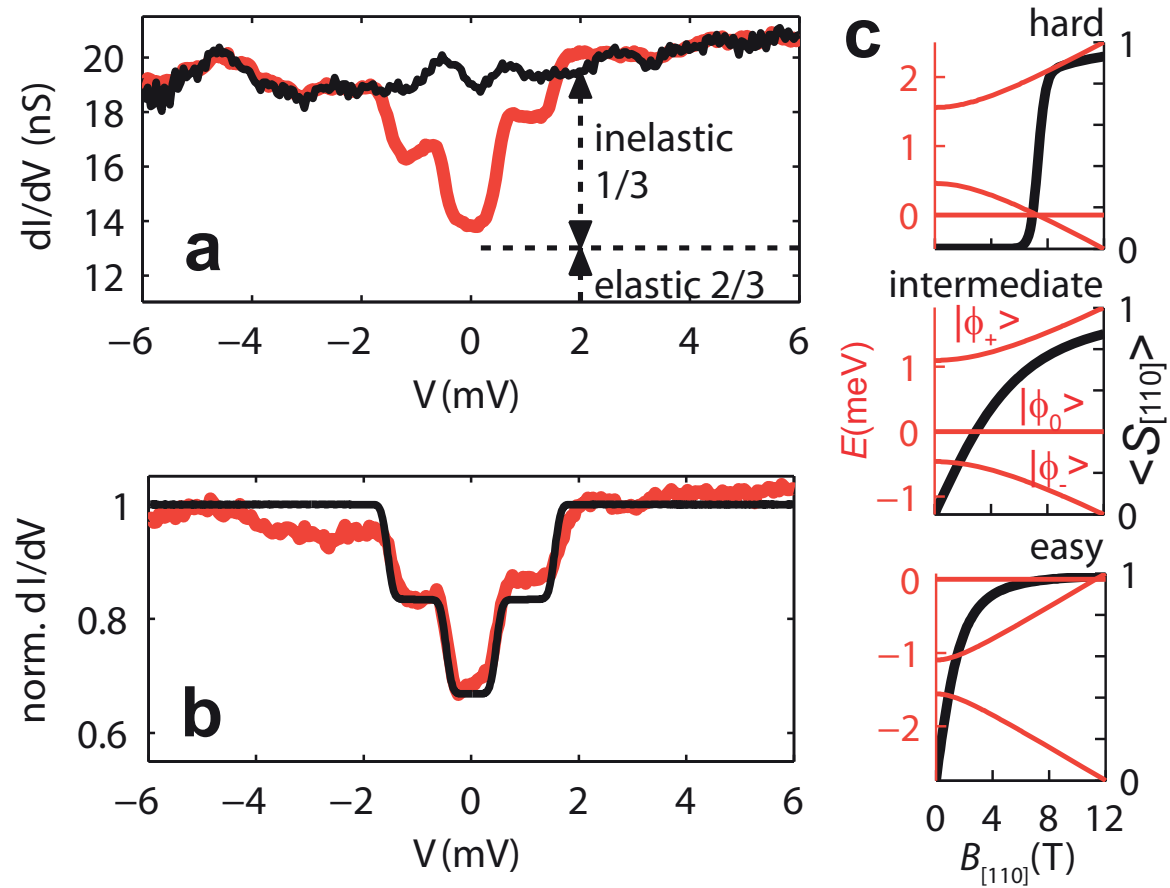 a
dI/dV (nS)
20
18
16
14
12
inelastic
1/3
elastic 2/3
−6
−4
−2
0
2
4
6
V (mV)
b
norm. dI/dV
1
0.8
0.6
−6
−4
−2
0
2
4
6
V (mV)
c
hard
2
1
0
1
0
intermediate
|ϕ+>
|ϕ0>
|ϕ->
E(meV)
1
0
−1
1
0
<S[110]>
easy
0
−1
−2
1
0
0
4
8
12
B[110](T)